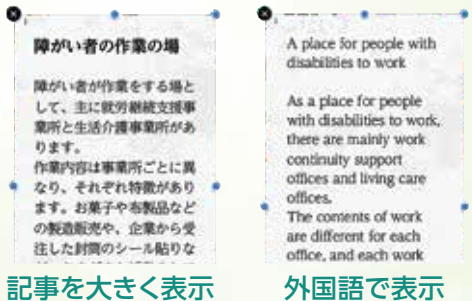 障がい者の作業の場
障がい者が作業をする場と
して、主に就労継続支援事
業所と生活介護事業所があ
ります。
作業内容は事業所ごとに異
なり、それぞれ特徴があり
ます。お菓子や布製品など
の製造販売や、企業から受
注した封筒のシール貼りな
記事を大きく表示
A place for people with
disabilities to work
As a place for people
with disabilities to work,
there are mainly work
continuity support
offices and living care
offices.
The contents of work
are different for each
office, and each work
外国語で表示